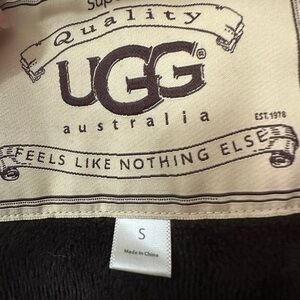 Quality
UGG®
australia
EST. 1978
FEELS LIKE NOTHING ELSE
S
Made in China